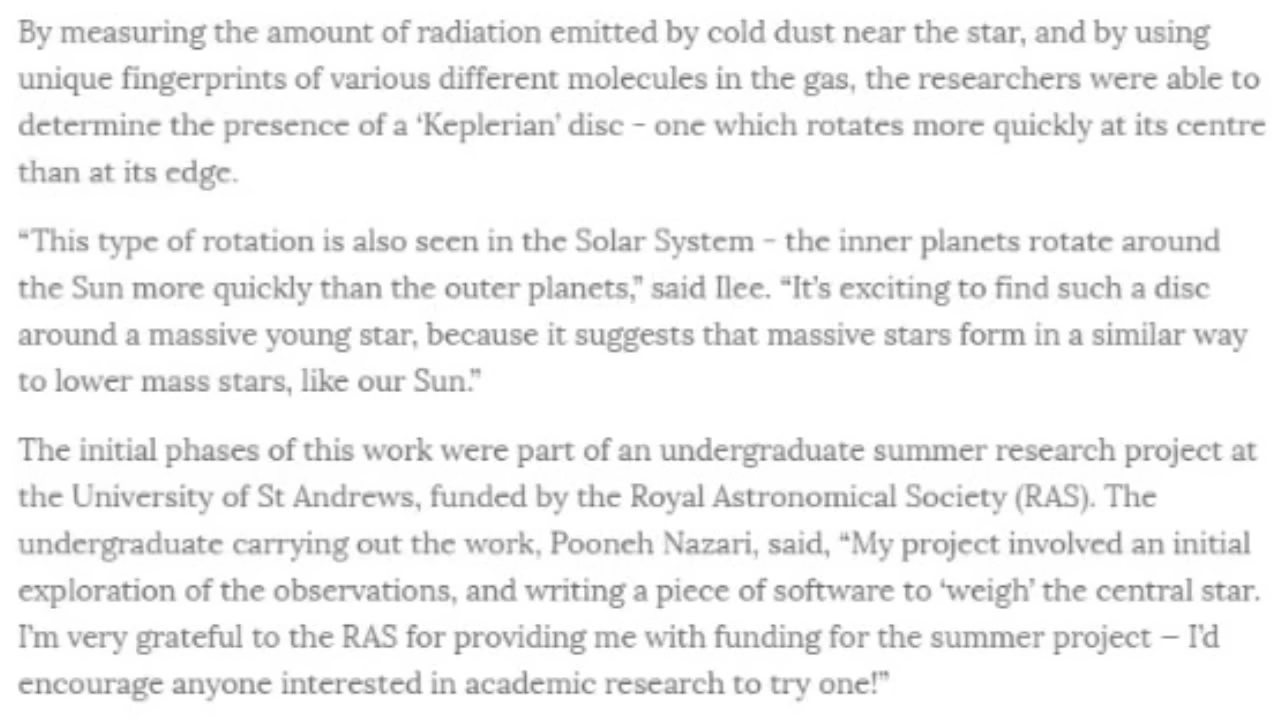 By measuring the amount of radiation emitted by cold dust near the star, and by using
unique fingerprints of various different molecules in the gas, the researchers were able to
determine the presence of a ‘Keplerian’ disc – one which rotates more quickly at its centre
than at its edge.
“This type of rotation is also seen in the Solar System – the inner planets rotate around
the Sun more quickly than the outer planets,” said Ilee. “It’s exciting to find such a disc
around a massive young star, because it suggests that massive stars form in a similar way
to lower mass stars, like our Sun.”
The initial phases of this work were part of an undergraduate summer research project at
the University of St Andrews, funded by the Royal Astronomical Society (RAS). The
undergraduate carrying out the work, Pooneh Nazari, said, “My project involved an initial
exploration of the observations, and writing a piece of software to ‘weigh’ the central star.
I’m very grateful to the RAS for providing me with funding for the summer project — I’d
encourage anyone interested in academic research to try one!”